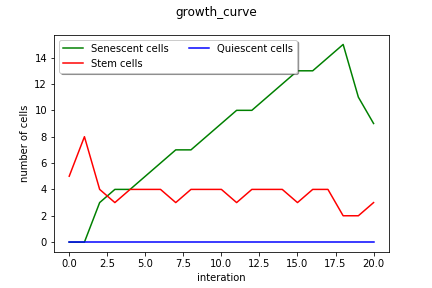 growth_curve
Senescent cells
Stem cells
Quiescent cells
number of cells
14
12
10
8
6
4
2
0
0.0 2.5 5.0 7.5 10.0 12.5 15.0 17.5 20.0
interation